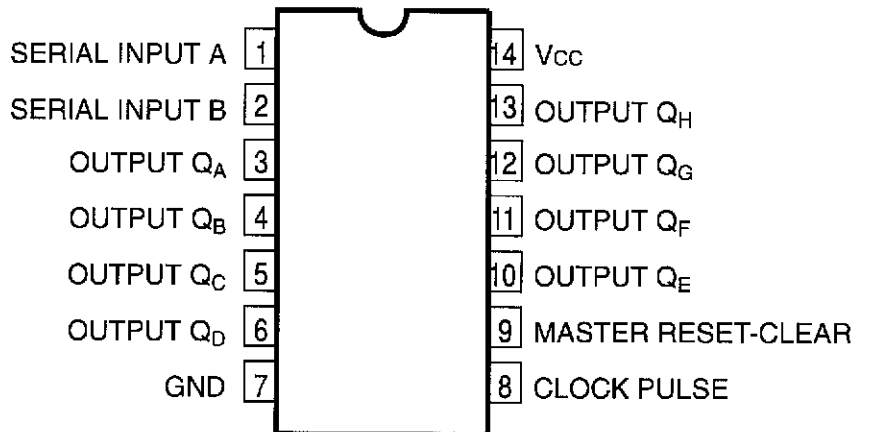 SERIAL INPUT A 1 14 Vcc
SERIAL INPUT B 2 13 OUTPUT QH
OUTPUT QA 3 12 OUTPUT QG
OUTPUT QB 4 11 OUTPUT QF
OUTPUT QC 5 10 OUTPUT QE
OUTPUT QD 6 9 MASTER RESET-CLEAR
GND 7 8 CLOCK PULSE